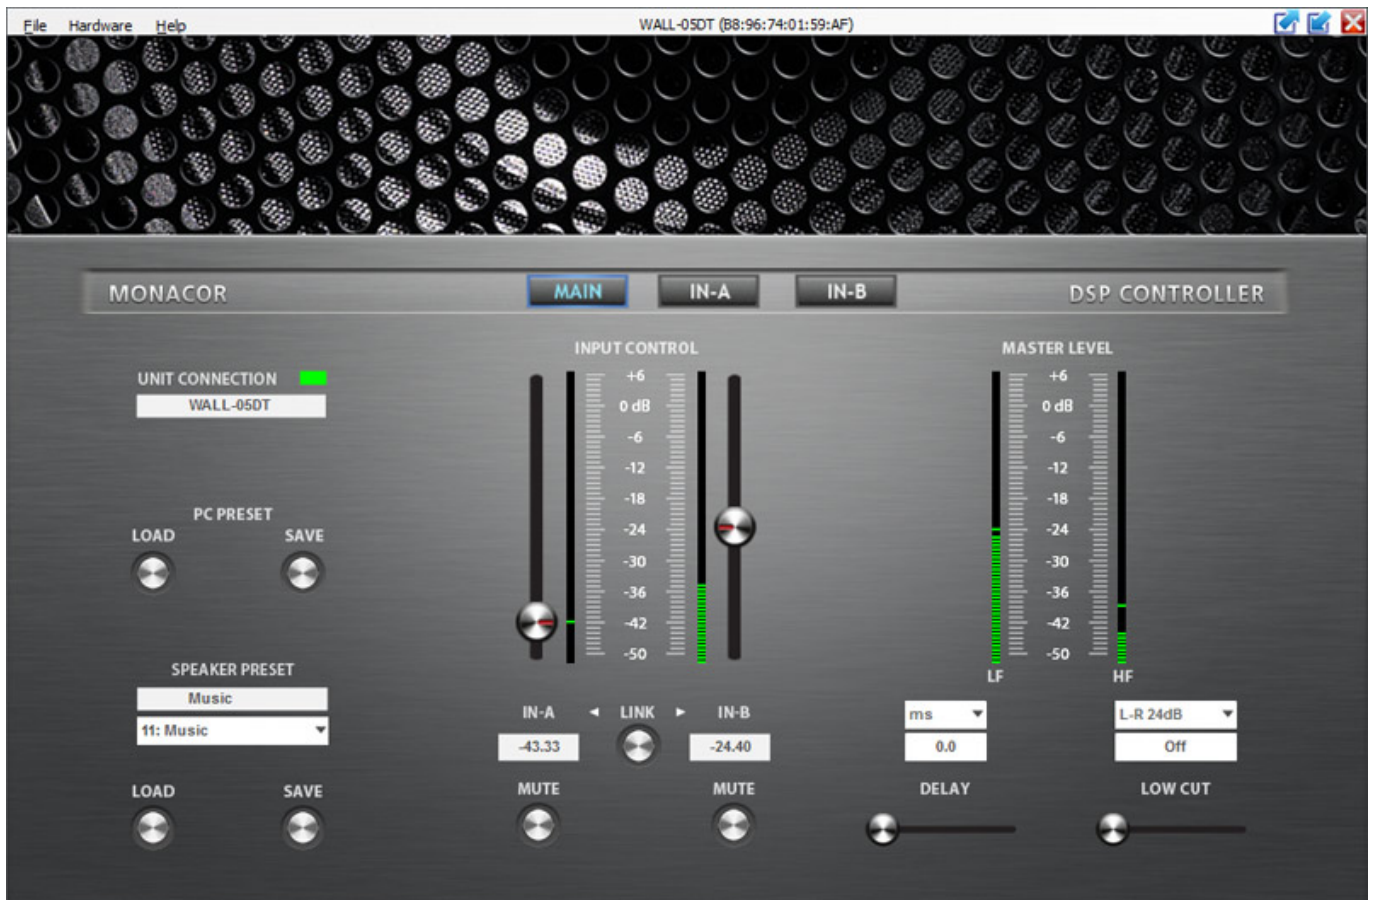 File Hardware Help WALL-05DT (B8:96:74:01:59:AF)
MONACOR MAIN IN-A IN-B DSP CONTROLLER
INPUT CONTROL
MASTER LEVEL
UNIT CONNECTION
WALL-05DT
+6
0 dB
-6
-12
-18
-24
-30
-36
-42
-50
+6
0 dB
-6
-12
-18
-24
-30
-36
-42
-50
LF HF
PC PRESET
LOAD SAVE
SPEAKER PRESET
Music
11: Music
LOAD SAVE
IN-A ◄ LINK ► IN-B
-43.33 -24.40
MUTE MUTE
ms
0.0
DELAY
L-R 24dB
Off
LOW CUT